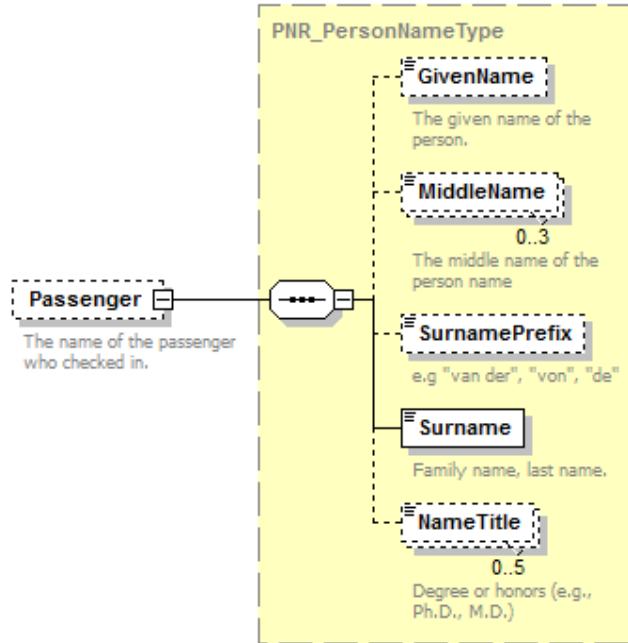 PNR_PersonNameType
GivenName
The given name of the
person.
MiddleName
0..3
The middle name of the
person name
Passenger
The name of the passenger
who checked in.
SurnamePrefix
e.g "van der", "von", "de"
Surname
Family name, last name.
NameTitle
0..5
Degree or honors (e.g.,
Ph.D., M.D.)